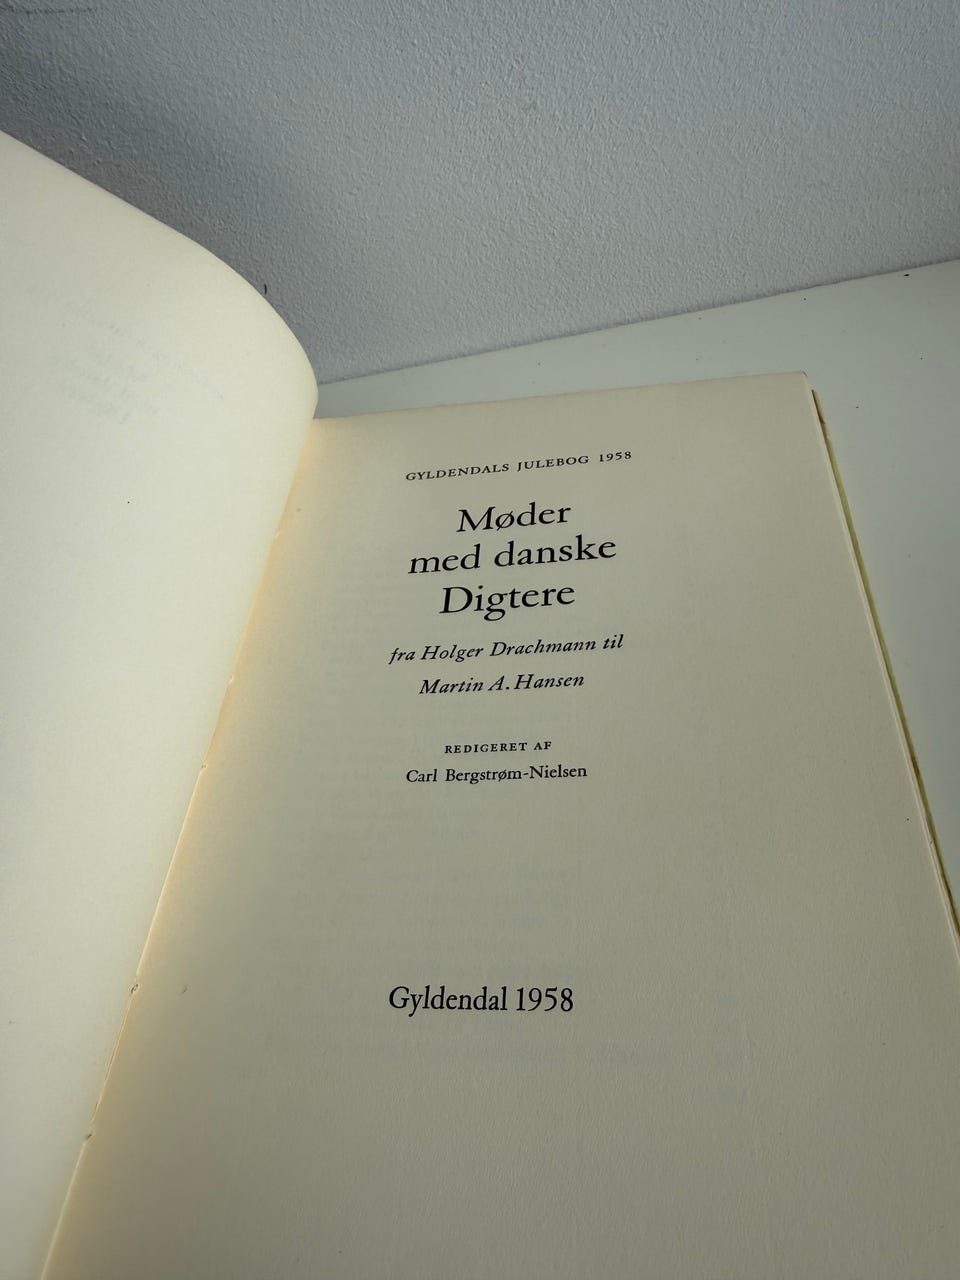 GYLDENDALS JULEBOG 1958
Møder
med danske
Digtere
fra Holger Drachmann til
Martin A. Hansen
REDIGERET AF
Carl Bergstrøm-Nielsen
Gyldendal 1958